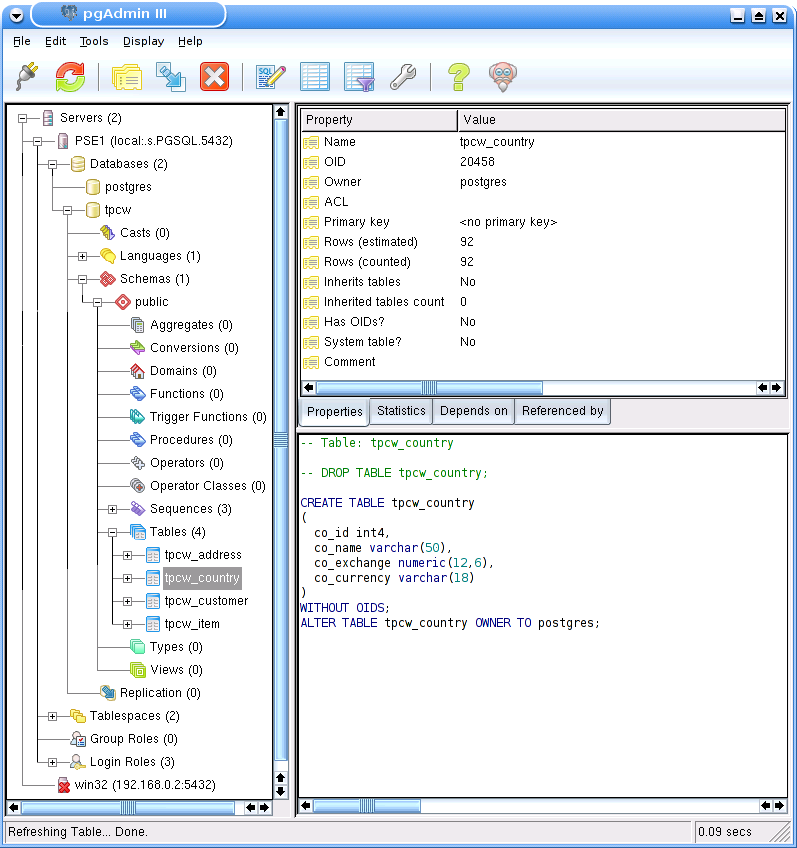 pgAdmin III
File Edit Tools Display Help
SQL
Servers (2)
PSE1 (local:.s.PGSQL.5432)
Databases (2)
postgres
tpcw
Casts (0)
Languages (1)
Schemas (1)
public
Aggregates (0)
Conversions (0)
Domains (0)
Functions (0)
Trigger Functions (0)
Procedures (0)
Operators (0)
Operator Classes (0)
Sequences (3)
Tables (4)
tpcw_address
tpcw_country
tpcw_customer
tpcw_item
Types (0)
Views (0)
Replication (0)
Tablespaces (2)
Group Roles (0)
Login Roles (3)
win32 (192.168.0.2:5432)
Property Value
Name tpcw_country
OID 20458
Owner postgres
ACL
Primary key <no primary key>
Rows (estimated) 92
Rows (counted) 92
Inherits tables No
Inherited tables count 0
Has OIDs? No
System table? No
Comment
Properties Statistics Depends on Referenced by
-- Table: tpcw_country
-- DROP TABLE tpcw_country;
CREATE TABLE tpcw_country
(
co_id int4,
co_name varchar(50),
co_exchange numeric(12,6),
co_currency varchar(18)
)
WITHOUT OIDS;
ALTER TABLE tpcw_country OWNER TO postgres;
Refreshing Table... Done. 0.09 secs